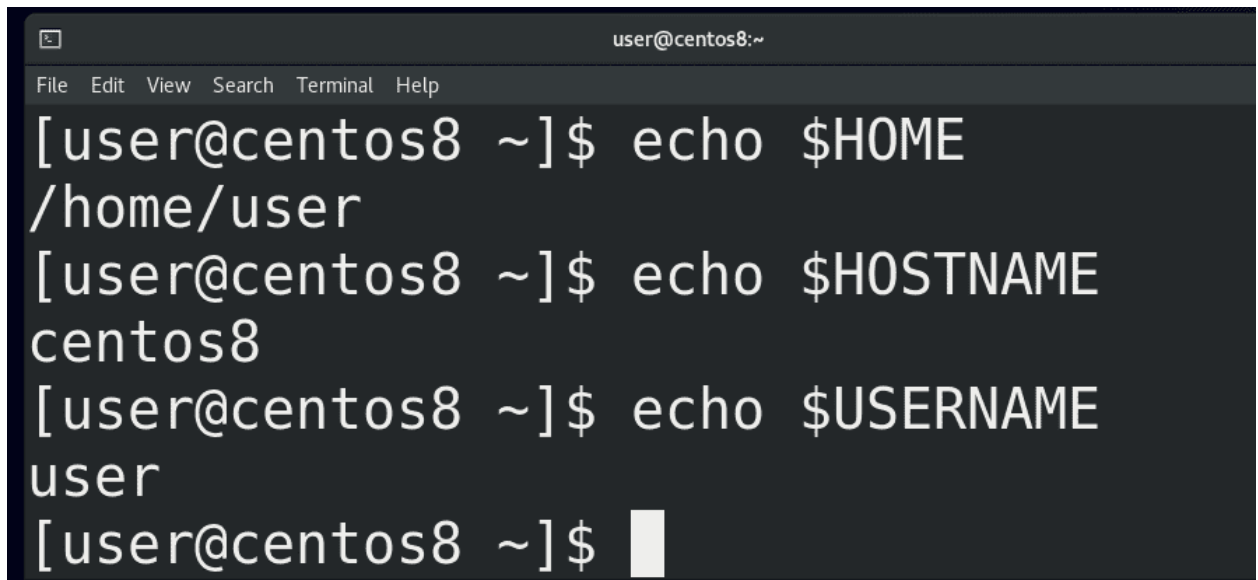 user@centos8:~
File Edit View Search Terminal Help
[user@centos8 ~]$ echo $HOME
/home/user
[user@centos8 ~]$ echo $HOSTNAME
centos8
[user@centos8 ~]$ echo $USERNAME
user
[user@centos8 ~]$